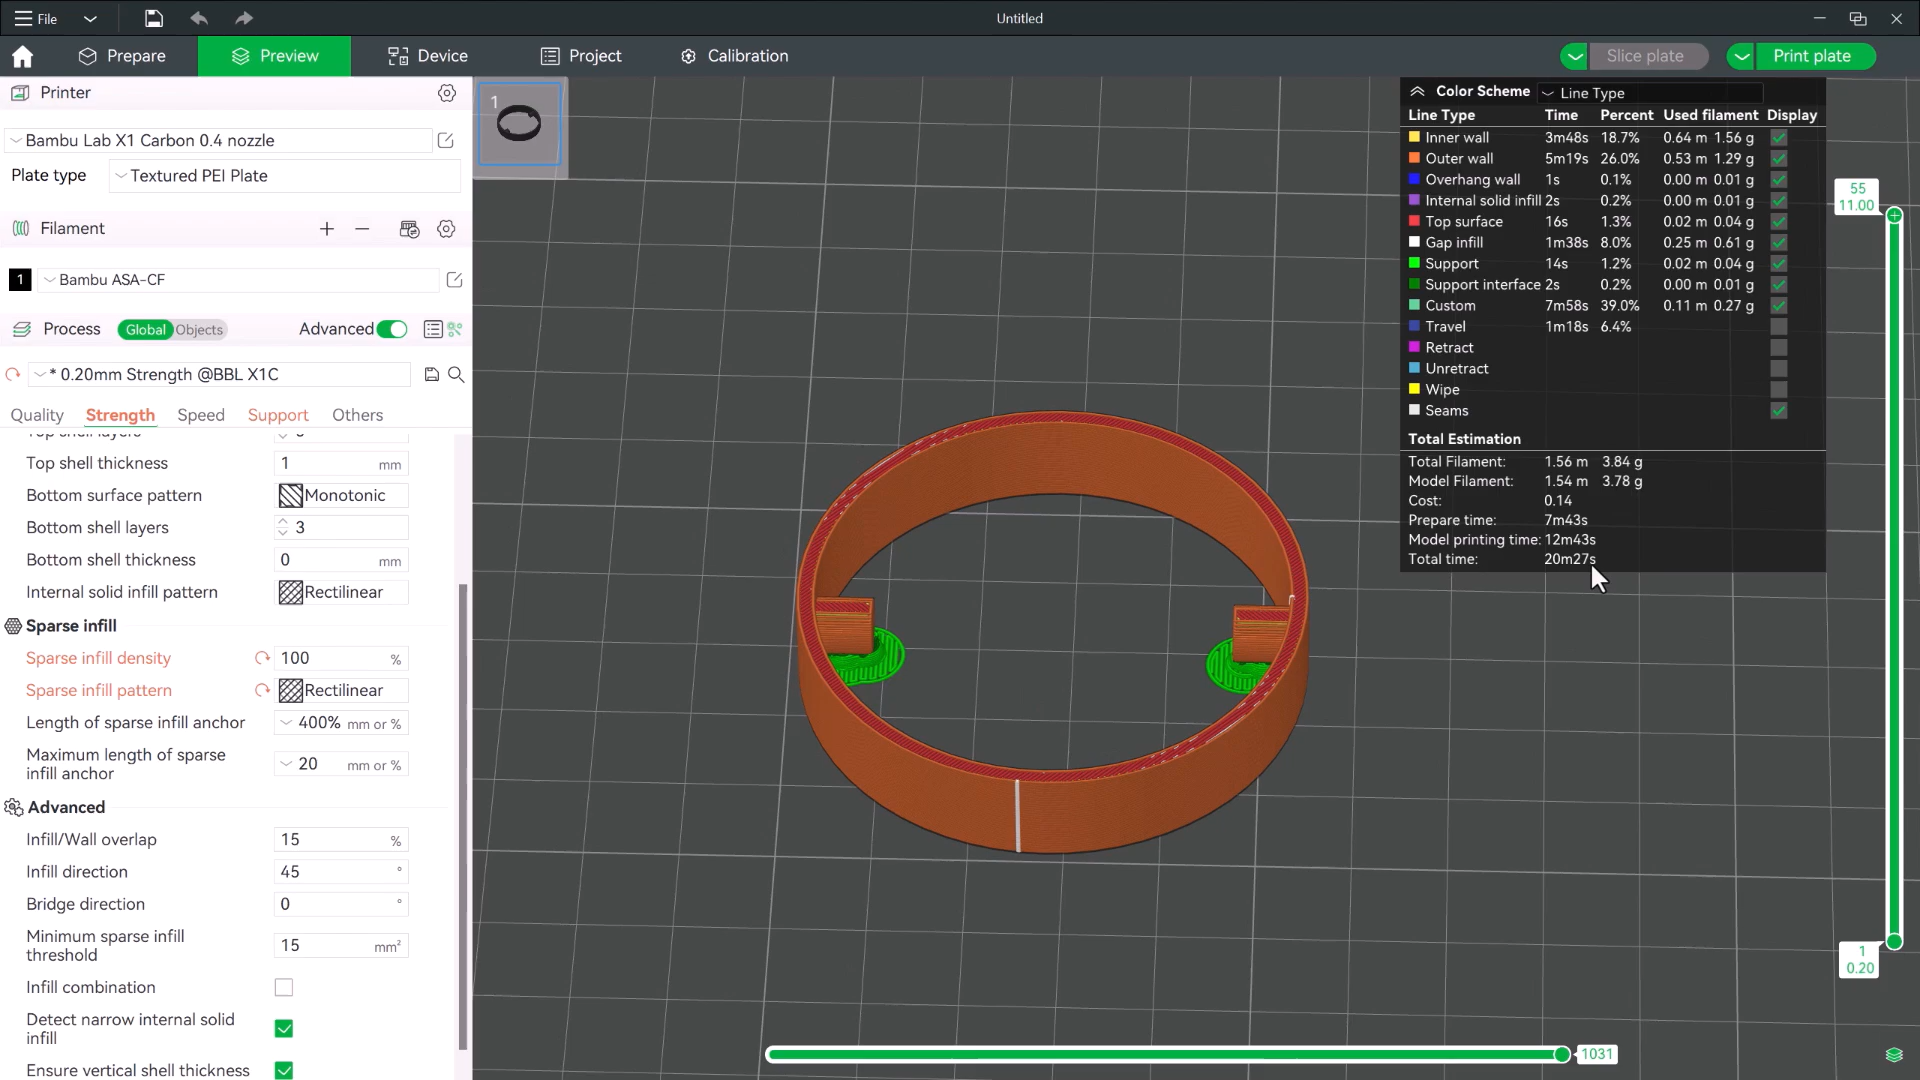 File
Untitled
Prepare
Preview
Device
Project
Calibration
Slice plate
Print plate
Printer
Bambu Lab X1 Carbon 0.4 nozzle
Plate type
Textured PEI Plate
Filament
1
Bambu ASA-CF
Process
Global
Objects
Advanced
* 0.20mm Strength @BBL X1C
Quality
Strength
Speed
Support
Others
Top shell layers
Top shell thickness 1 mm
Bottom surface pattern Monotonic
Bottom shell layers 3
Bottom shell thickness 0 mm
Internal solid infill pattern Rectilinear
Sparse infill
Sparse infill density 100 %
Sparse infill pattern Rectilinear
Length of sparse infill anchor 400% mm or %
Maximum length of sparse
infill anchor
20 mm or %
Advanced
Infill/Wall overlap 15 %
Infill direction 45 °
Bridge direction 0 °
Minimum sparse infill
threshold
15 mm²
Infill combination
Detect narrow internal solid
infill
Ensure vertical shell thickness
1
Color Scheme Line Type
Line Type Time Percent Used filament Display
Inner wall 3m48s 18.7% 0.64 m 1.56 g
Outer wall 5m19s 26.0% 0.53 m 1.29 g
Overhang wall 1s 0.1% 0.00 m 0.01 g
Internal solid infill 2s 0.2% 0.00 m 0.01 g
Top surface 16s 1.3% 0.02 m 0.04 g
Gap infill 1m38s 8.0% 0.25 m 0.61 g
Support 14s 1.2% 0.02 m 0.04 g
Support interface 2s 0.2% 0.00 m 0.01 g
Custom 7m58s 39.0% 0.11 m 0.27 g
Travel 1m18s 6.4%
Retract
Unretract
Wipe
Seams
Total Estimation
Total Filament: 1.56 m 3.84 g
Model Filament: 1.54 m 3.78 g
Cost: 0.14
Prepare time: 7m43s
Model printing time: 12m43s
Total time: 20m27s
55
11.00
1
0.20
1031